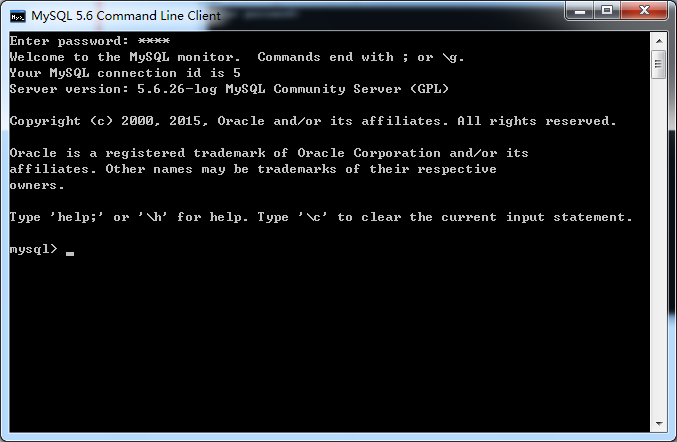 MySQL 5.6 Command Line Client
Enter password: ****
Welcome to the MySQL monitor.  Commands end with ; or \g.
Your MySQL connection id is 5
Server version: 5.6.26-log MySQL Community Server (GPL)
Copyright (c) 2000, 2015, Oracle and/or its affiliates. All rights reserved.
Oracle is a registered trademark of Oracle Corporation and/or its
affiliates. Other names may be trademarks of their respective
owners.
Type 'help;' or '\h' for help. Type '\c' to clear the current input statement.
mysql> _